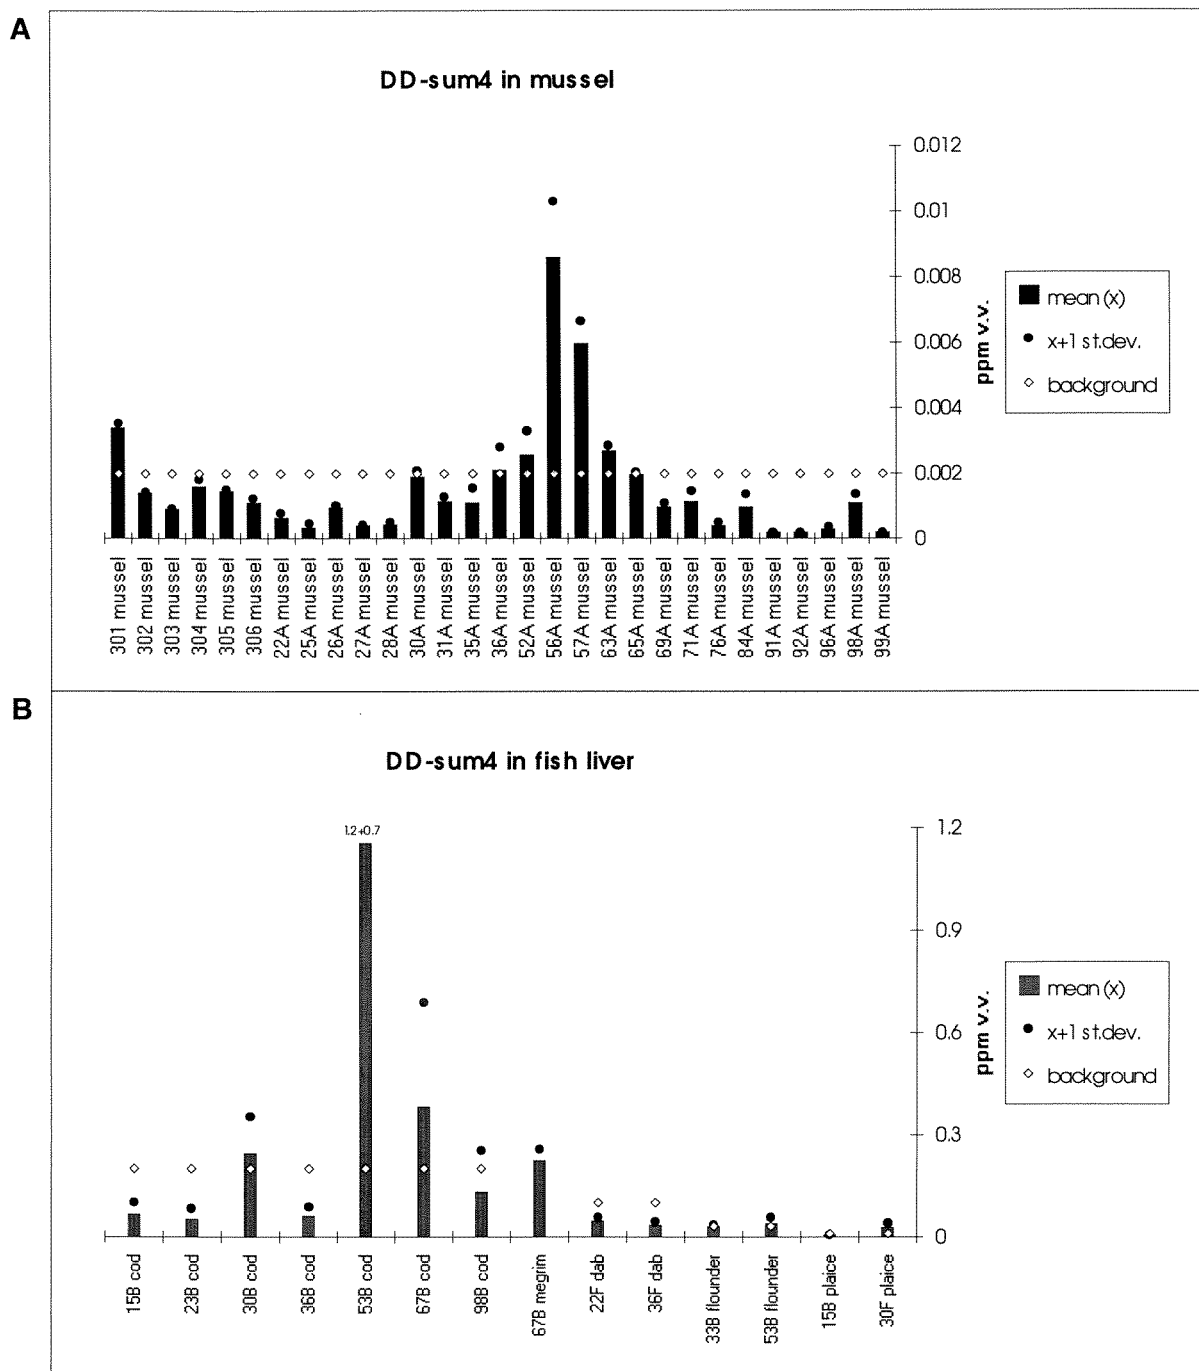 A
DD-sum4 in mussel
0.012
0.01
0.008
0.006
0.004
0.002
0
ppm v.v.
mean (x)
x+1 st.dev.
background
301 mussel
302 mussel
303 mussel
304 mussel
305 mussel
306 mussel
22A mussel
25A mussel
26A mussel
27A mussel
28A mussel
30A mussel
31A mussel
35A mussel
36A mussel
52A mussel
56A mussel
57A mussel
63A mussel
65A mussel
69A mussel
71A mussel
76A mussel
84A mussel
91A mussel
92A mussel
96A mussel
98A mussel
99A mussel
B
DD-sum4 in fish liver
1.2+0.7
1.2
0.9
0.6
0.3
0
ppm v.v.
mean (x)
x+1 st.dev.
background
15B cod
23B cod
30B cod
36B cod
53B cod
67B cod
98B cod
67B megrim
22F dab
36F dab
33B flounder
53B flounder
15B plaice
30F plaice